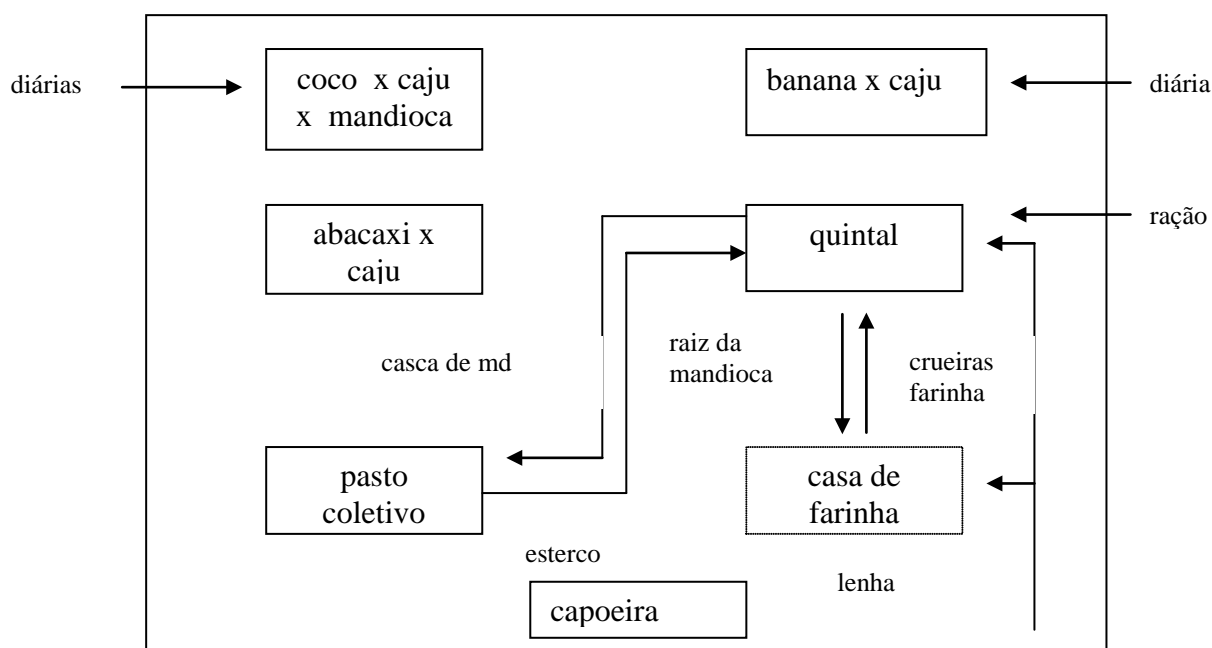 diárias
coco x caju
x mandioca
banana x caju
diária
abacaxi x
caju
quintal
ração
casca de md
raiz da
mandioca
crueiras
farinha
pasto
coletivo
casa de
farinha
esterco
lenha
capoeira